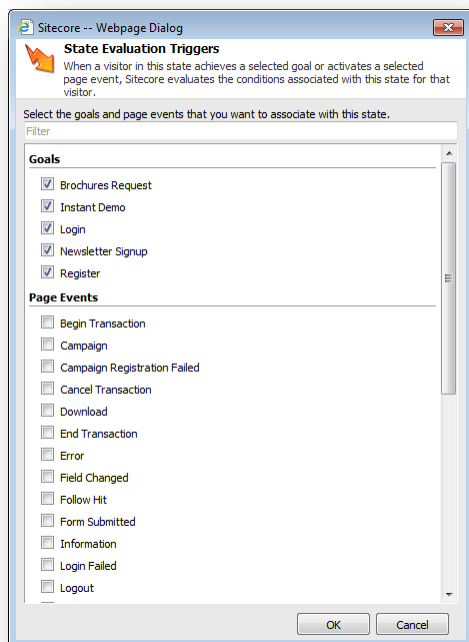 Sitecore -- Webpage Dialog
State Evaluation Triggers
When a visitor in this state achieves a selected goal or activates a selected
page event, Sitecore evaluates the conditions associated with this state for that
visitor.
Select the goals and page events that you want to associate with this state.
Filter
Goals
Brochures Request
Instant Demo
Login
Newsletter Signup
Register
Page Events
Begin Transaction
Campaign
Campaign Registration Failed
Cancel Transaction
Download
End Transaction
Error
Field Changed
Follow Hit
Form Submitted
Information
Login Failed
Logout
OK
Cancel